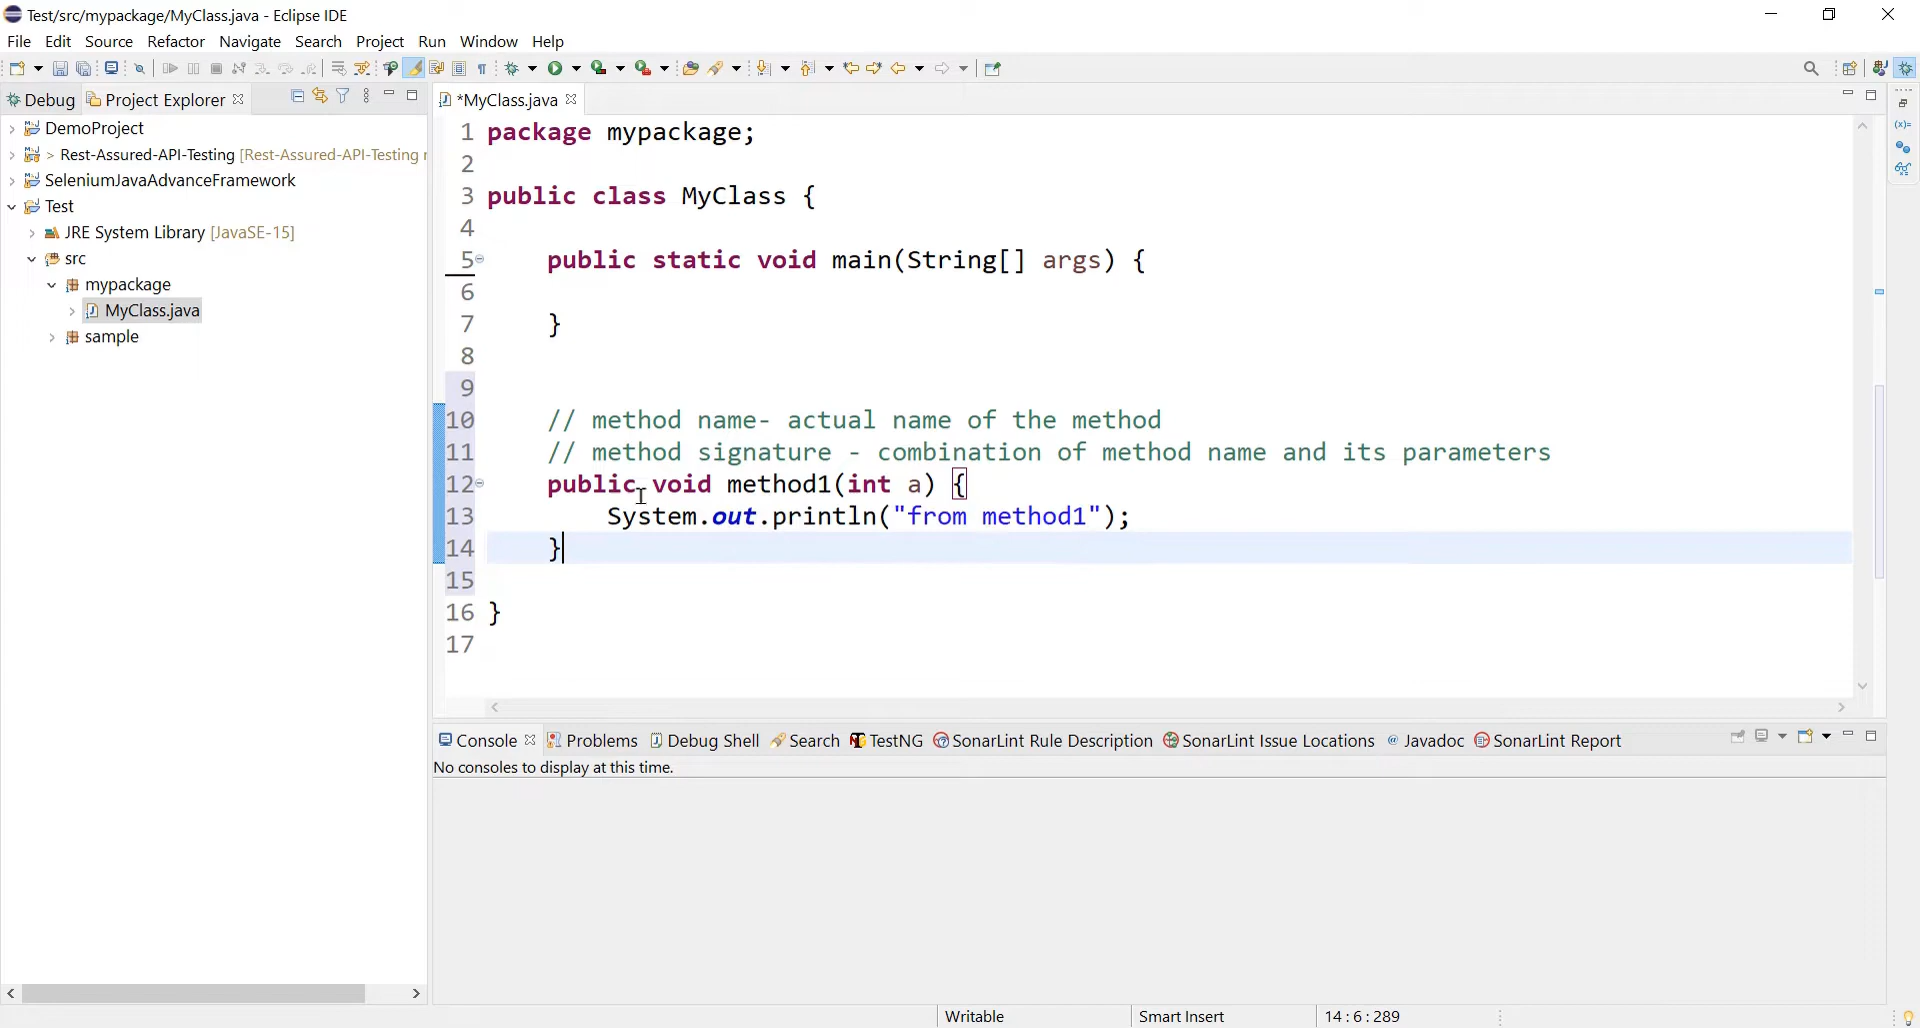 Test/src/mypackage/MyClass.java - Eclipse IDE
File Edit Source Refactor Navigate Search Project Run Window Help
Debug Project Explorer
*MyClass.java
DemoProject
> Rest-Assured-API-Testing [Rest-Assured-API-Testing r
SeleniumJavaAdvanceFramework
Test
JRE System Library [JavaSE-15]
src
mypackage
MyClass.java
sample
1 package mypackage;
2
3 public class MyClass {
4
5 public static void main(String[] args) {
6
7 }
8
9
10 // method name- actual name of the method
11 // method signature - combination of method name and its parameters
12 public void method1(int a) {
13 System.out.println("from method1");
14 }
15
16 }
17
Console Problems Debug Shell Search TestNG SonarLint Rule Description SonarLint Issue Locations Javadoc SonarLint Report
No consoles to display at this time.
Writable Smart Insert 14 : 6 : 289